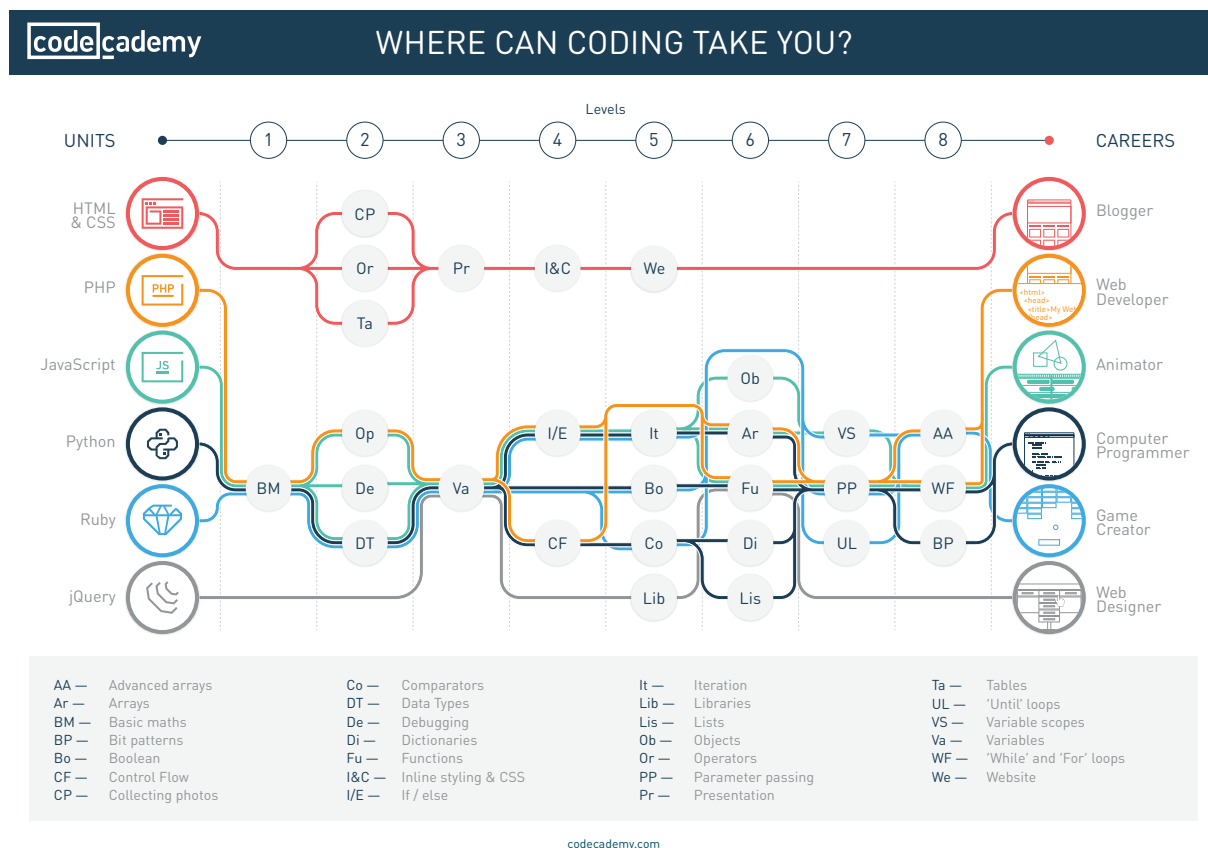 codecademy
WHERE CAN CODING TAKE YOU?
Levels
UNITS
1
2
3
4
5
6
7
8
CAREERS
HTML
& CSS
PHP
PHP
JavaScript
JS
Python
Ruby
jQuery
CP
Or
Ta
Pr
I&C
We
BM
Op
De
DT
Va
I/E
CF
It
Bo
Co
Lib
Ob
Ar
Fu
Di
Lis
VS
PP
UL
AA
WF
BP
Blogger
Web
Developer
<html>
<head>
<title>My Web
/head>
Animator
Computer
Programmer
Game
Creator
Web
Designer
AA — Advanced arrays
Ar — Arrays
BM — Basic maths
BP — Bit patterns
Bo — Boolean
CF — Control Flow
CP — Collecting photos
Co — Comparators
DT — Data Types
De — Debugging
Di — Dictionaries
Fu — Functions
I&C — Inline styling & CSS
I/E — If / else
It — Iteration
Lib — Libraries
Lis — Lists
Ob — Objects
Or — Operators
PP — Parameter passing
Pr — Presentation
Ta — Tables
UL — ‘Until’ loops
VS — Variable scopes
Va — Variables
WF — ‘While’ and ‘For’ loops
We — Website
codecademy.com